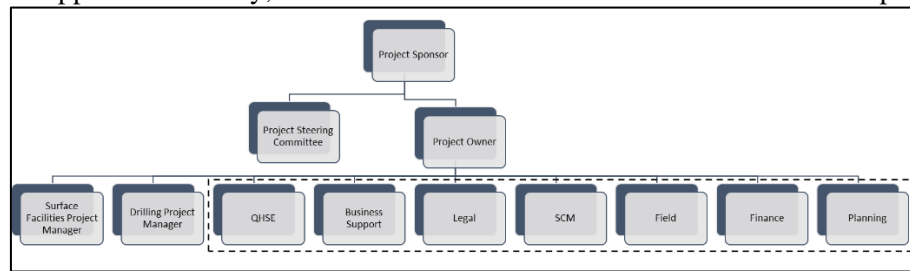 Project Sponsor
Project Steering
Committee
Project Owner
Surface
Facilities Project
Manager
Drilling Project
Manager
QHSE
Business
Support
Legal
SCM
Field
Finance
Planning